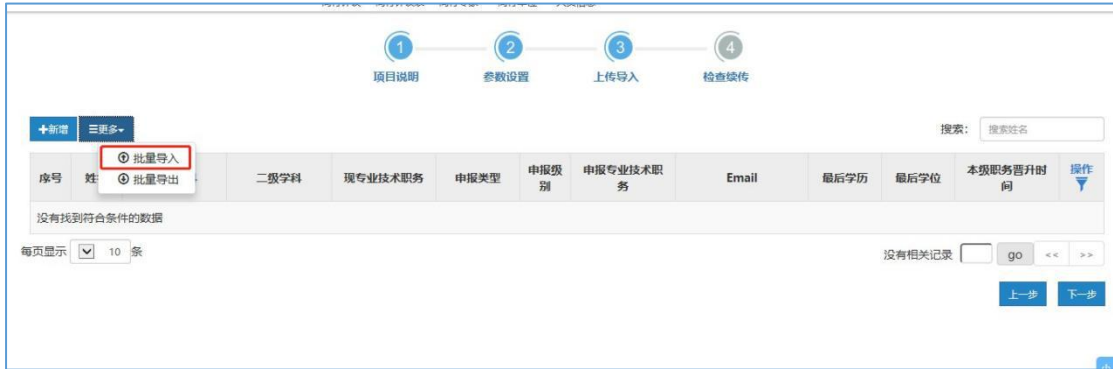 1 2 3 4
项目说明 参数设置 上传导入 检查续传
新增 更多 搜索: 搜索姓名
批量导入
批量导出
序号 姓 二级学科 现专业技术职务 申报类型 申报级别 申报专业技术职务 Email 最后学历 最后学位 本级职务晋升时间 操作
没有找到符合条件的数据
每页显示 10 条 没有相关记录 go << >>
上一步 下一步